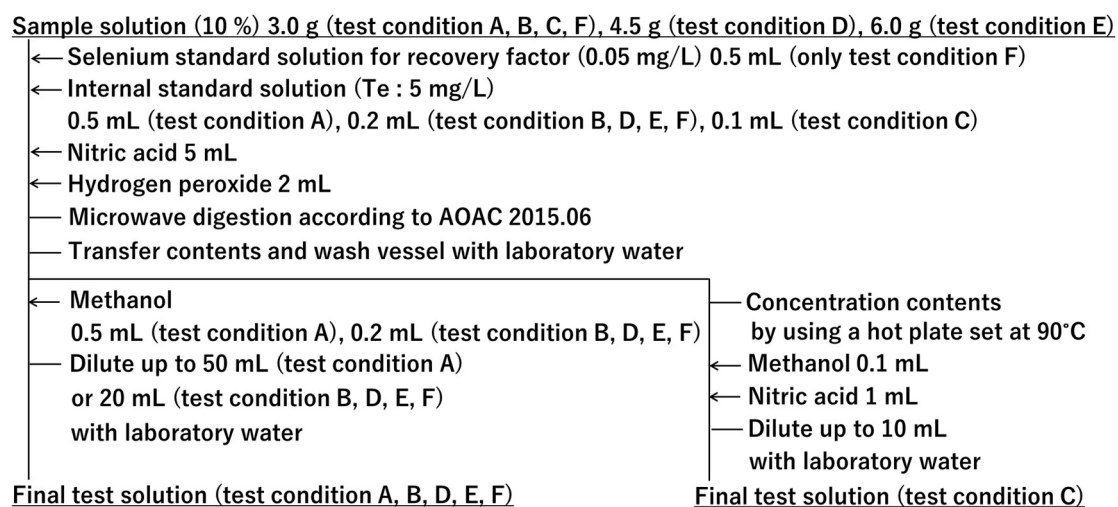 Sample solution (10 %) 3.0 g (test condition A, B, C, F), 4.5 g (test condition D), 6.0 g (test condition E)
Selenium standard solution for recovery factor (0.05 mg/L) 0.5 mL (only test condition F)
Internal standard solution (Te : 5 mg/L)
0.5 mL (test condition A), 0.2 mL (test condition B, D, E, F), 0.1 mL (test condition C)
Nitric acid 5 mL
Hydrogen peroxide 2 mL
Microwave digestion according to AOAC 2015.06
Transfer contents and wash vessel with laboratory water
Methanol
0.5 mL (test condition A), 0.2 mL (test condition B, D, E, F)
Dilute up to 50 mL (test condition A)
or 20 mL (test condition B, D, E, F)
with laboratory water
Final test solution (test condition A, B, D, E, F)
Concentration contents
by using a hot plate set at 90°C
Methanol 0.1 mL
Nitric acid 1 mL
Dilute up to 10 mL
with laboratory water
Final test solution (test condition C)